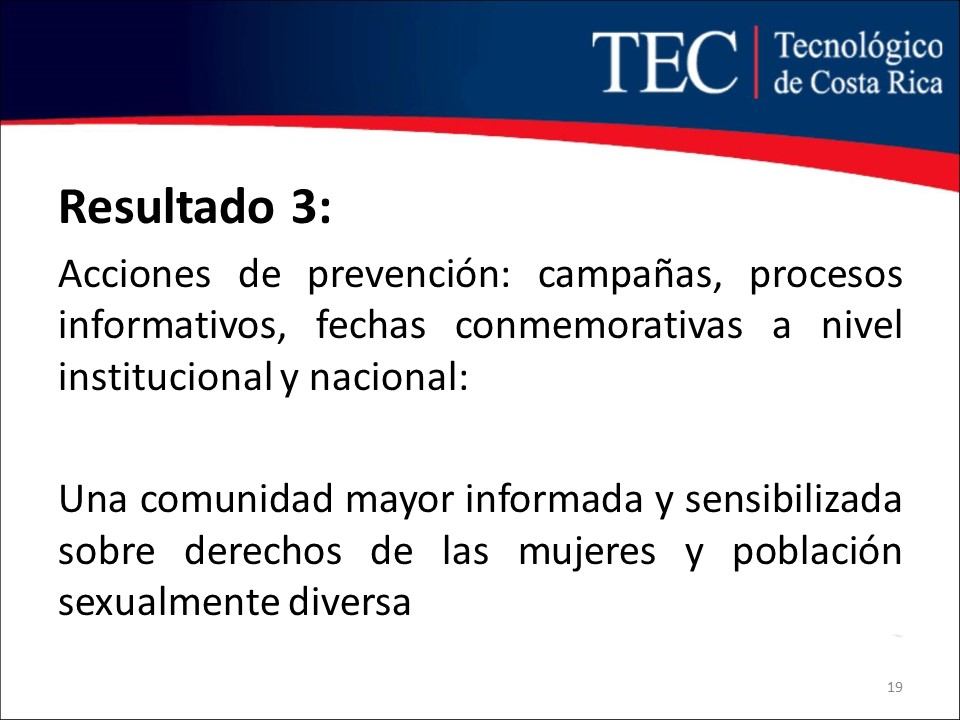 TEC | Tecnológico
de Costa Rica
Resultado 3:
Acciones de prevención: campañas, procesos
informativos, fechas conmemorativas a nivel
institucional y nacional:
Una comunidad mayor informada y sensibilizada
sobre derechos de las mujeres y población
sexualmente diversa
19